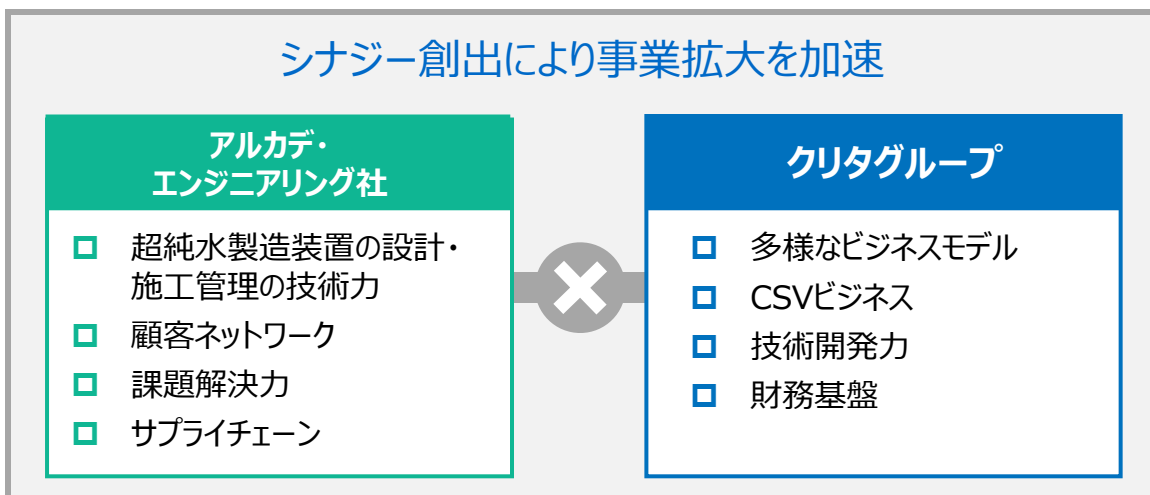 シナジー創出により事業拡大を加速
アルカデ・
エンジニアリング社
超純水製造装置の設計・
施工管理の技術力
顧客ネットワーク
課題解決力
サプライチェーン
クリタグループ
多様なビジネスモデル
CSVビジネス
技術開発力
財務基盤